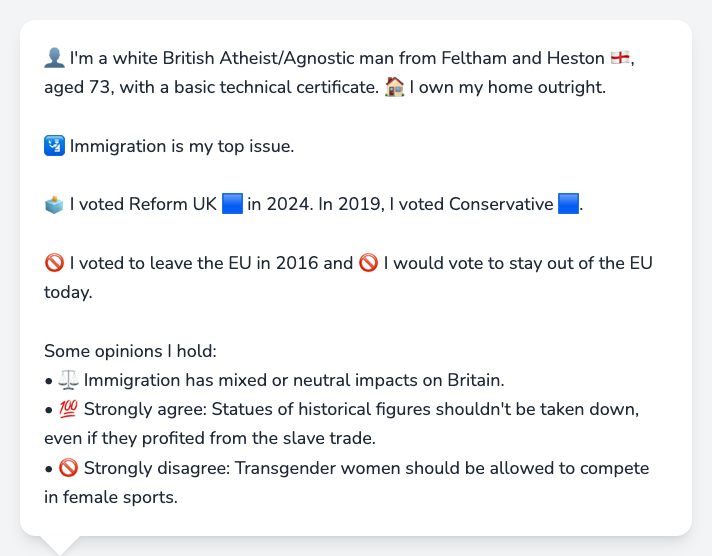 👤 I'm a white British Atheist/Agnostic man from Feltham and Heston 🏴󠁧󠁢󠁥󠁮󠁧󠁿,
aged 73, with a basic technical certificate. 🏠 I own my home outright.
🛂 Immigration is my top issue.
🗳️ I voted Reform UK 🟦 in 2024. In 2019, I voted Conservative 🟦.
🚫 I voted to leave the EU in 2016 and 🚫 I would vote to stay out of the EU
today.
Some opinions I hold:
• ⚖️ Immigration has mixed or neutral impacts on Britain.
• 💯 Strongly agree: Statues of historical figures shouldn't be taken down,
even if they profited from the slave trade.
• 🚫 Strongly disagree: Transgender women should be allowed to compete
in female sports.